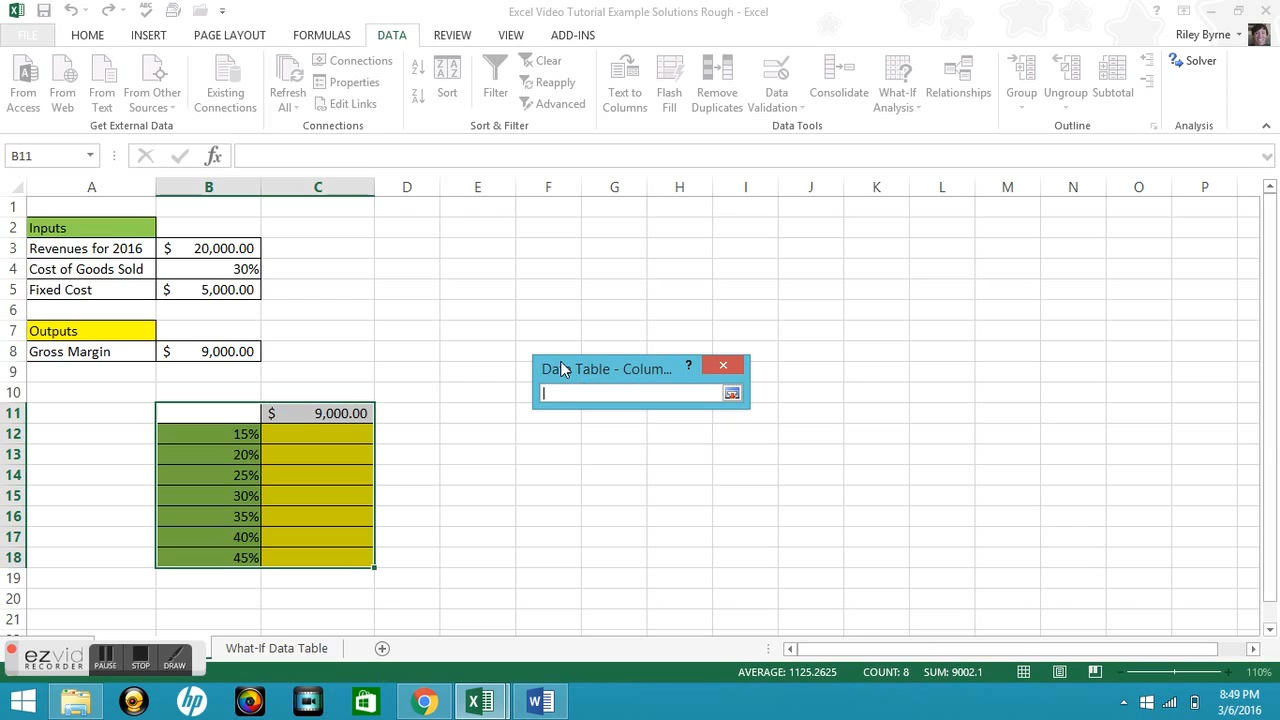 Excel Video Tutorial Example Solutions Rough - Excel
?
FILE HOME INSERT PAGE LAYOUT FORMULAS DATA REVIEW VIEW ADD-INS Riley Byrne
From Access
From Web
From Text
From Other Sources
Existing Connections
Get External Data
Refresh All
Connections
Properties
Edit Links
Connections
Sort
Filter
Clear
Reapply
Advanced
Sort & Filter
Text to Columns
Flash Fill
Remove Duplicates
Data Validation
Consolidate
What-If Analysis
Relationships
Data Tools
Group
Ungroup
Subtotal
Outline
Solver
Analysis
B11 fx
A B C D E F G H I J K L M N O P
1
2 Inputs
3 Revenues for 2016 $ 20,000.00
4 Cost of Goods Sold 30%
5 Fixed Cost $ 5,000.00
6
7 Outputs
8 Gross Margin $ 9,000.00
9
Data Table - Colum... ?
10
11 $ 9,000.00
12 15%
13 20%
14 25%
15 30%
16 35%
17 40%
18 45%
19
20
21
ezvid RECORDER PAUSE STOP DRAW
What-If Data Table
AVERAGE: 1125.2625 COUNT: 8 SUM: 9002.1 110%
8:49 PM
3/6/2016